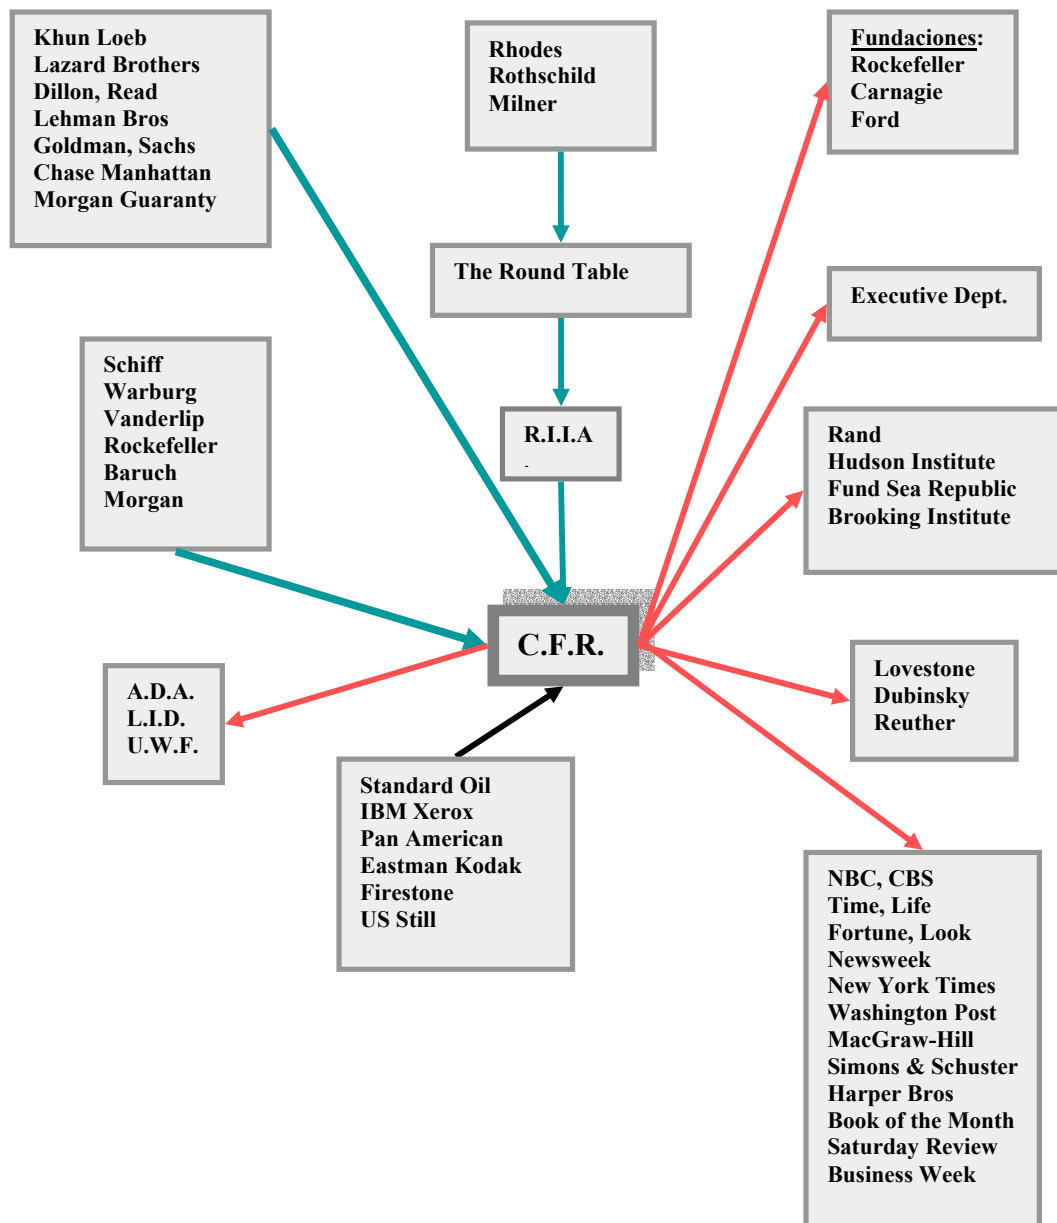 Khun Loeb
Lazard Brothers
Dillon, Read
Lehman Bros
Goldman, Sachs
Chase Manhattan
Morgan Guaranty
Rhodes
Rothschild
Milner
Fundaciones:
Rockefeller
Carnagie
Ford
The Round Table
Executive Dept.
Schiff
Warburg
Vanderlip
Rockefeller
Baruch
Morgan
R.I.I.A
.
Rand
Hudson Institute
Fund Sea Republic
Brooking Institute
C.F.R.
A.D.A.
L.I.D.
U.W.F.
Lovestone
Dubinsky
Reuther
Standard Oil
IBM Xerox
Pan American
Eastman Kodak
Firestone
US Still
NBC, CBS
Time, Life
Fortune, Look
Newsweek
New York Times
Washington Post
MacGraw-Hill
Simons & Schuster
Harper Bros
Book of the Month
Saturday Review
Business Week